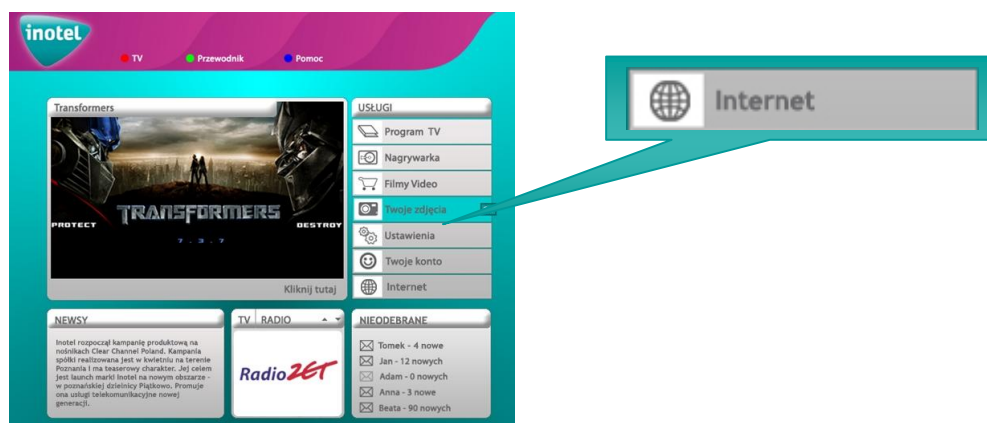 inotel
TV
Przewodnik
Pomoc
Transformers
PROTECT
TRANSFORMERS
DESTROY
7.3.7
Kliknij tutaj
USŁUGI
Program TV
Nagrywarka
Filmy Video
Twoje zdjęcia
Ustawienia
Twoje konto
Internet
Internet
NEWSY
Inotel rozpoczął kampanię produktową na
nośnikach Clear Channel Poland. Kampania
spółki realizowana jest w kwietniu na terenie
Poznania i ma teaserowy charakter. Jej celem
jest launch marki Inotel na nowym obszarze -
w poznańskiej dzielnicy Piątkowo. Promuje
ona usługi telekomunikacyjne nowej
generacji.
TV RADIO
Radio ZET
NIEODEBRANE
Tomek - 4 nowe
Jan - 12 nowych
Adam - 0 nowych
Anna - 3 nowe
Beata - 90 nowych